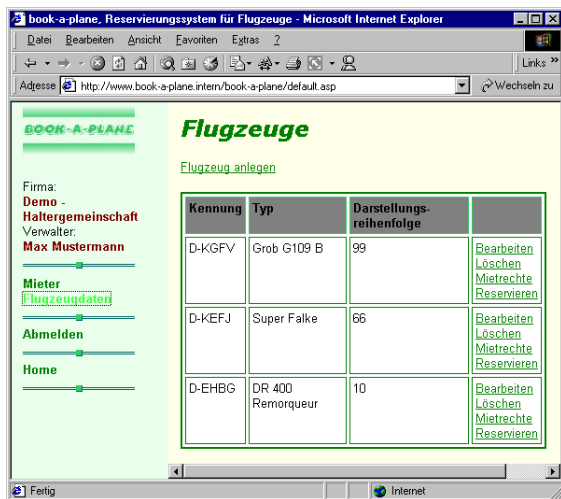 book-a-plane, Reservierungssystem für Flugzeuge - Microsoft Internet Explorer
Datei Bearbeiten Ansicht Favoriten Extras ?
Links »
Adresse http://www.book-a-plane.intern/book-a-plane/default.asp Wechseln zu
BOOK-A-PLANE
Firma:
Demo -
Haltergemeinschaft
Verwalter:
Max Mustermann
Mieter
Flugzeugdaten
Abmelden
Home
Flugzeuge
Flugzeug anlegen
Kennung Typ Darstellungs-
reihenfolge
D-KGFV Grob G109 B 99 Bearbeiten
Löschen
Mietrechte
Reservieren
D-KEFJ Super Falke 66 Bearbeiten
Löschen
Mietrechte
Reservieren
D-EHBG DR 400 10 Bearbeiten
Remorqueur Löschen
Mietrechte
Reservieren
Fertig Internet